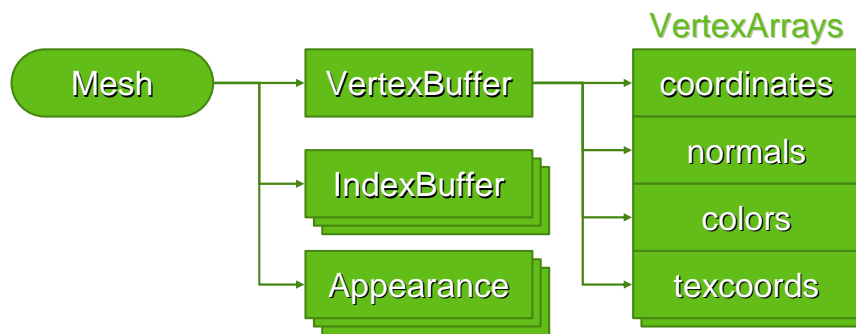 VertexArrays
Mesh
VertexBuffer
coordinates
normals
IndexBuffer
colors
Appearance
texcoords